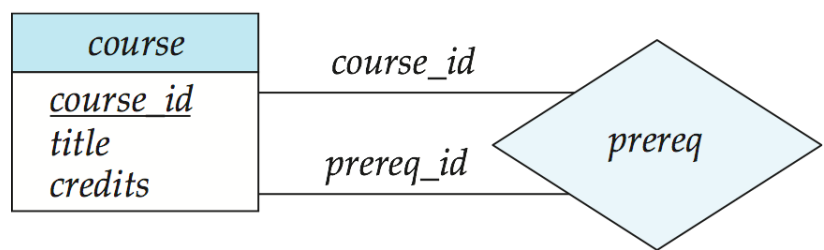 course
course_id
title
credits
course_id
prereq_id
prereq